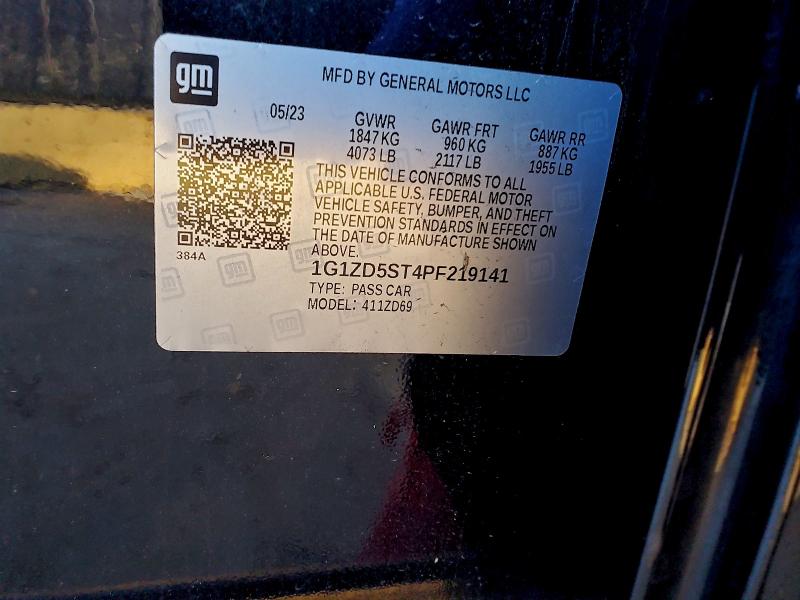 gm
MFD BY GENERAL MOTORS LLC
05/23
GVWR
1847 KG
4073 LB
GAWR FRT
960 KG
2117 LB
GAWR RR
887 KG
1955 LB
THIS VEHICLE CONFORMS TO ALL
APPLICABLE U.S. FEDERAL MOTOR
VEHICLE SAFETY, BUMPER, AND THEFT
PREVENTION STANDARDS IN EFFECT ON
THE DATE OF MANUFACTURE SHOWN
ABOVE.
384A
1G1ZD5ST4PF219141
TYPE: PASS CAR
MODEL: 411ZD69